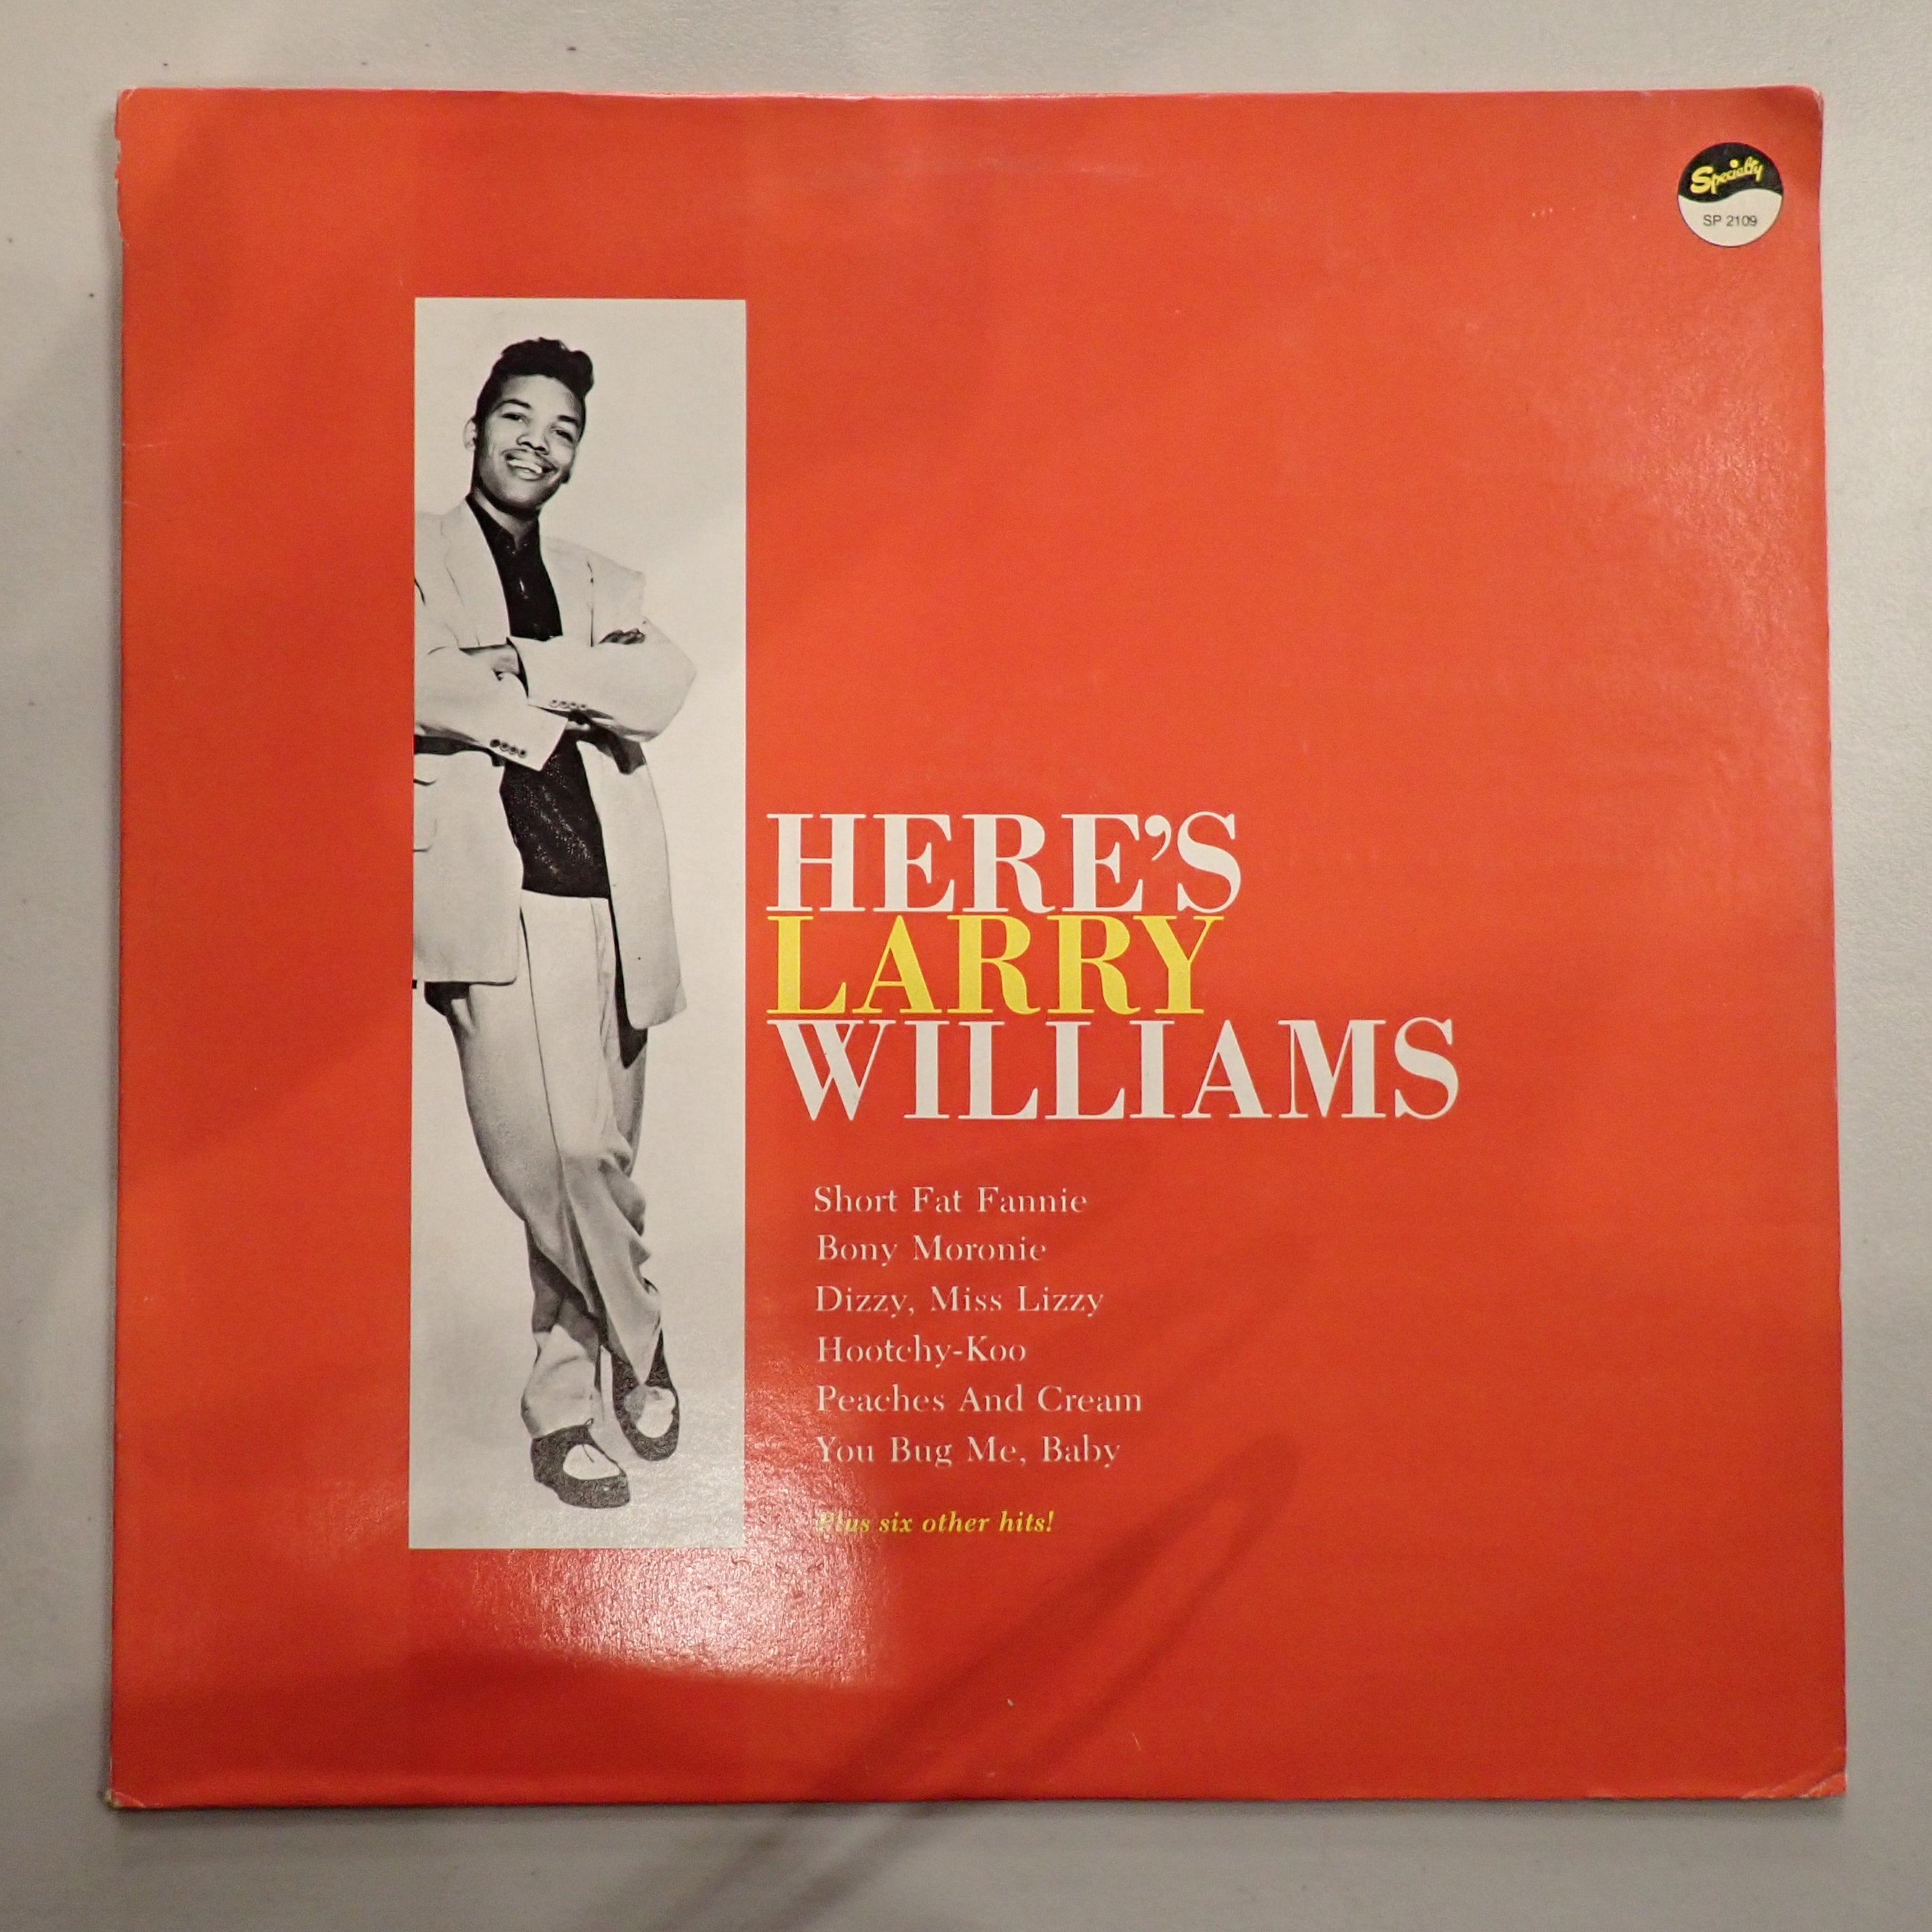 Specialty
SP 2109
HERE'S
LARRY
WILLIAMS
Short Fat Fannie
Bony Moronie
Dizzy, Miss Lizzy
Hootchy-Koo
Peaches And Cream
You Bug Me, Baby
Plus six other hits!